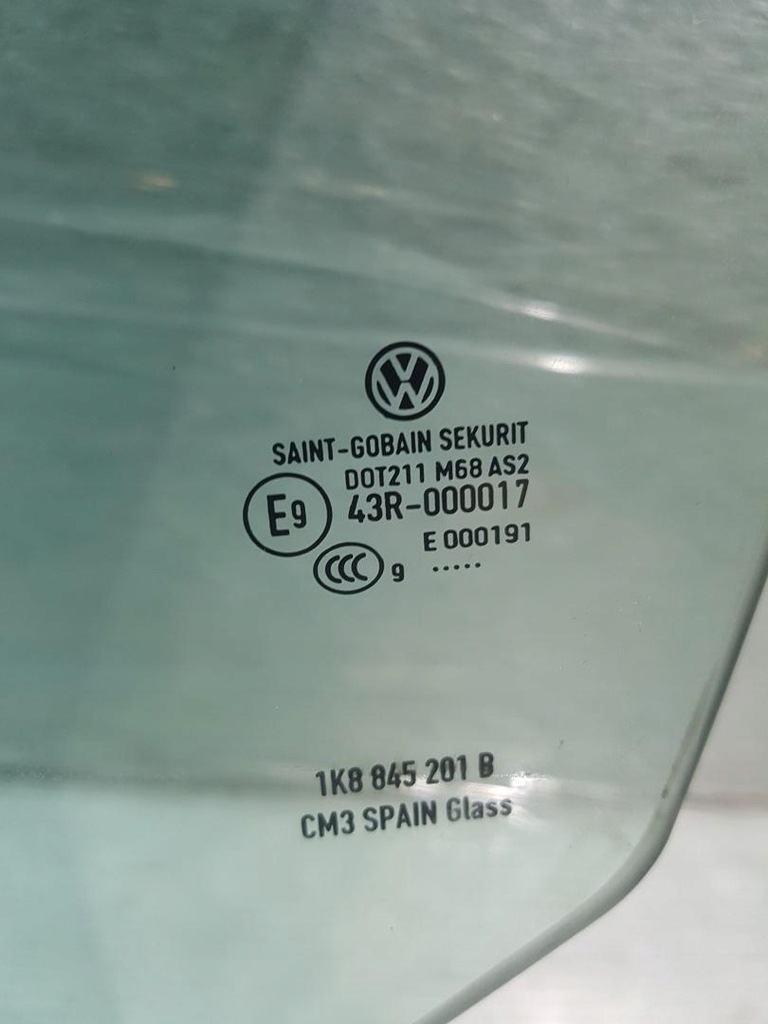 VW
SAINT-GOBAIN SEKURIT
DOT211 M68 AS2
E9 43R-000017
E 000191
CCC 9 .....
1K8 845 201 B
CM3 SPAIN Glass